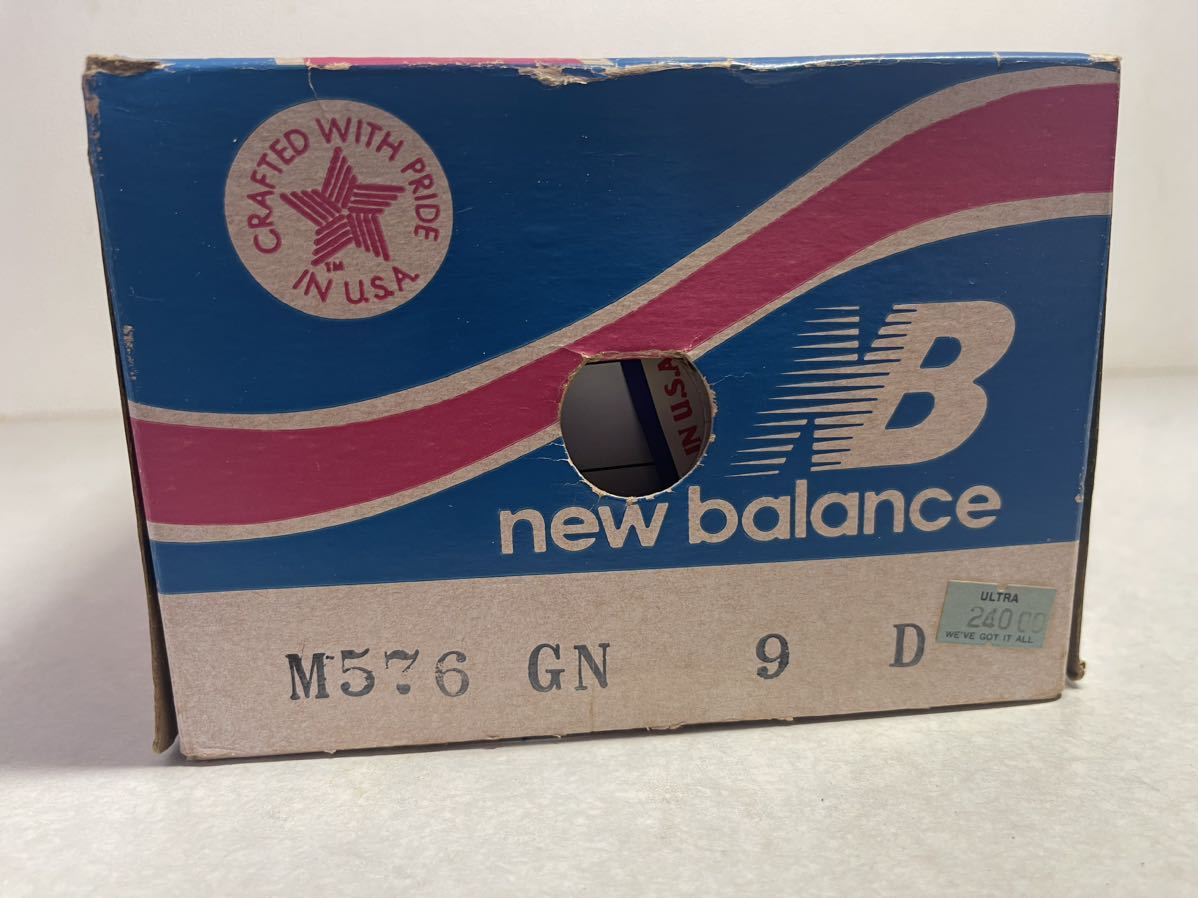 CRAFTED WITH PRIDE
TM
IN U.S.A.
NB
IN U.S.A
new balance
ULTRA
240 00
WE'VE GOT IT ALL
M576 GN 9 D